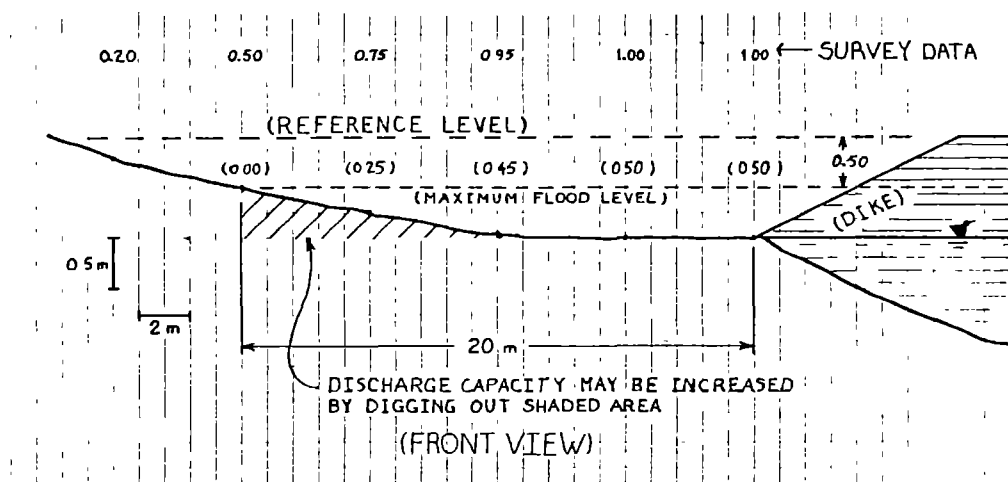 0.20 0.50 0.75 0.95 1.00 1.00 ← SURVEY DATA
(REFERENCE LEVEL)
(0.00) (0.25) (0.45) (0.50) (0.50) 0.50
(MAXIMUM FLOOD LEVEL)
(DIKE)
0.5 m
2 m
20 m
DISCHARGE CAPACITY MAY BE INCREASED
BY DIGGING OUT SHADED AREA
(FRONT VIEW)